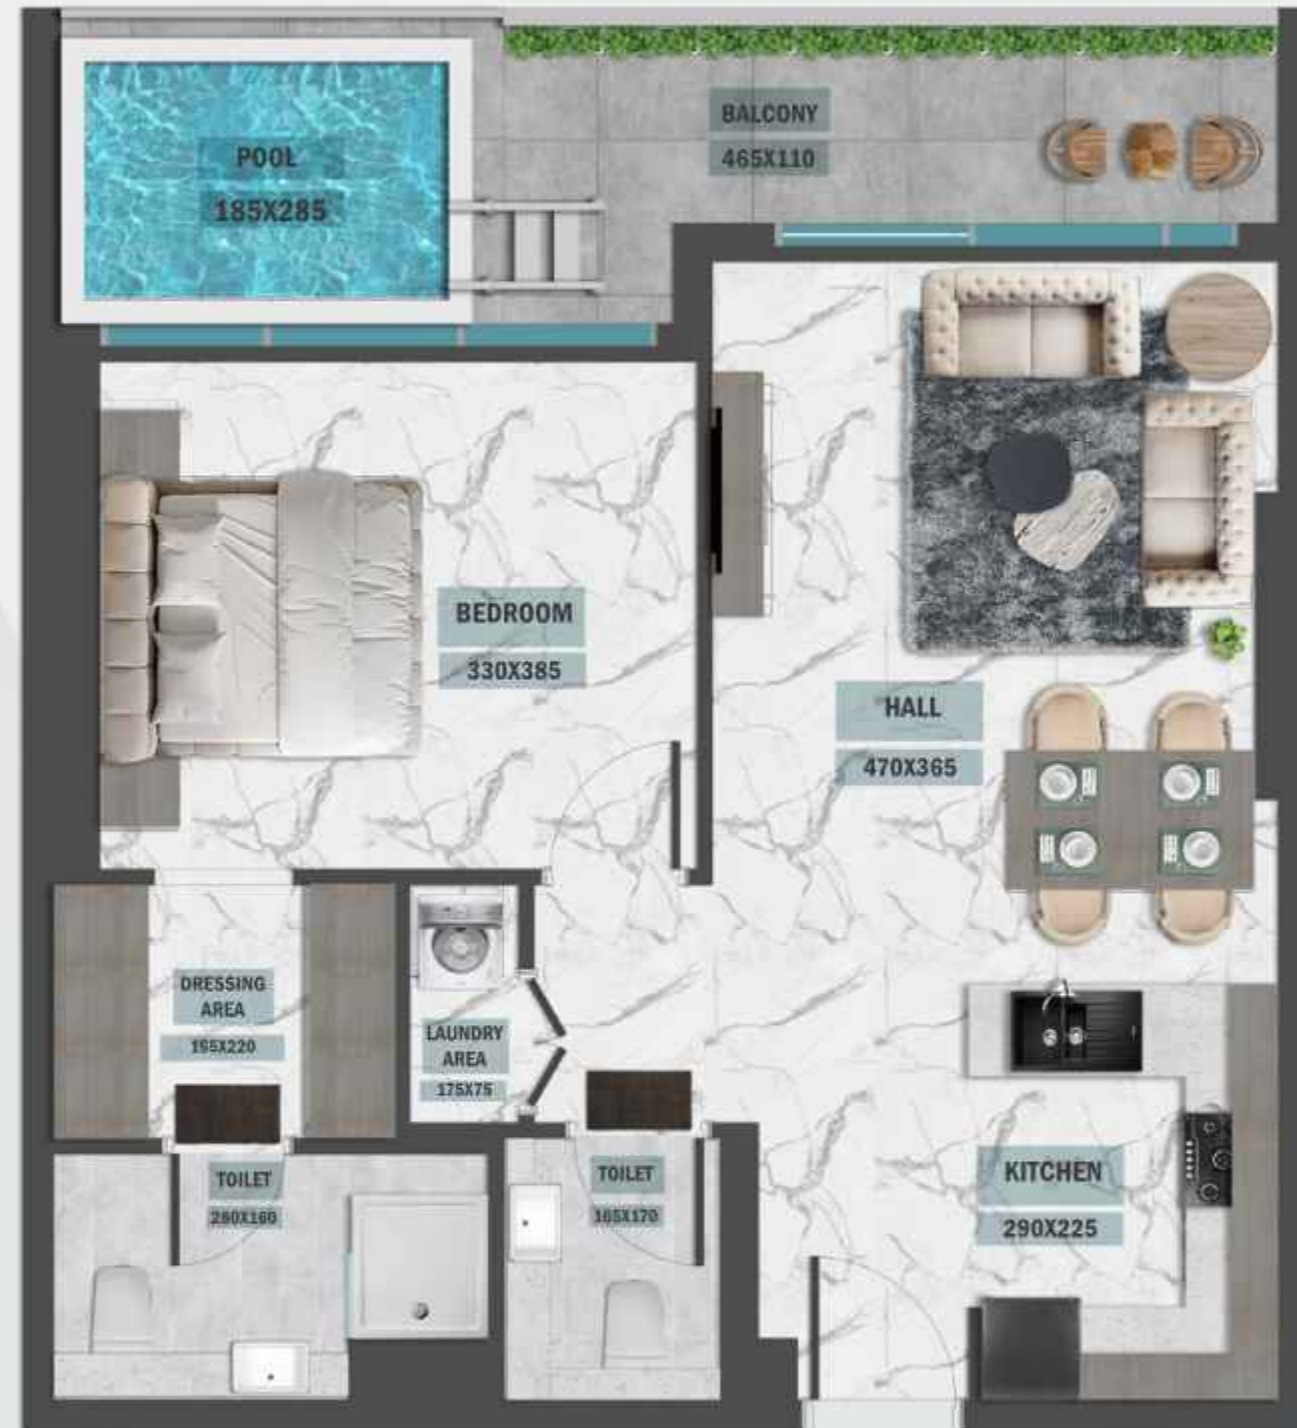 POOL
185X285
BALCONY
465X110
BEDROOM
330X385
HALL
470X365
DRESSING
AREA
195X220
LAUNDRY
AREA
175X75
TOILET
280X160
TOILET
165X170
KITCHEN
290X225